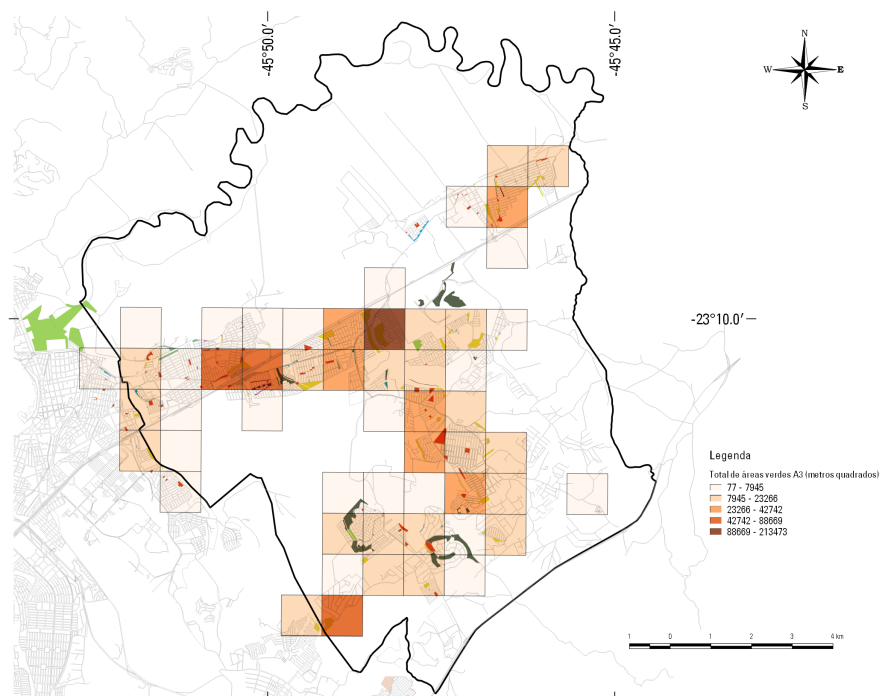 -45°50.0'
-45°45.0'
N
W E
S
-23°10.0'
Legenda
Total de áreas verdes A3 (metros quadrados)
77 - 7945
7945 - 23266
23266 - 42742
42742 - 88669
88669 - 213473
1 0 1 2 3 4 km